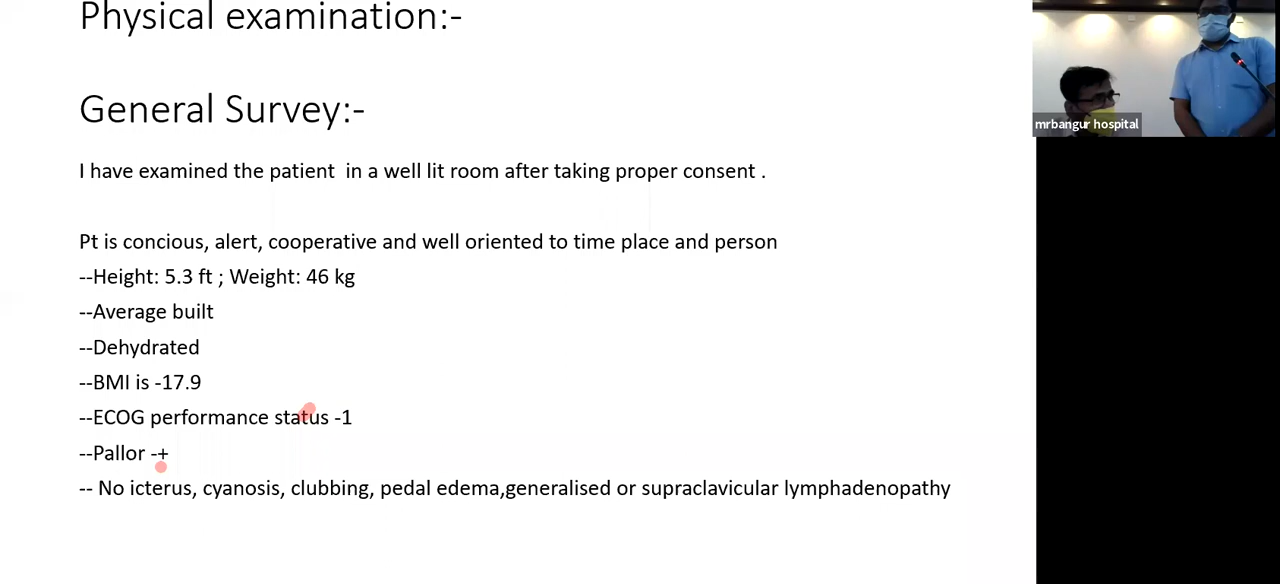 Physical examination:-
General Survey:-
I have examined the patient in a well lit room after taking proper consent .
Pt is concious, alert, cooperative and well oriented to time place and person
--Height: 5.3 ft ; Weight: 46 kg
--Average built
--Dehydrated
--BMI is -17.9
--ECOG performance status -1
--Pallor -+
-- No icterus, cyanosis, clubbing, pedal edema,generalised or supraclavicular lymphadenopathy
mrbangur hospital